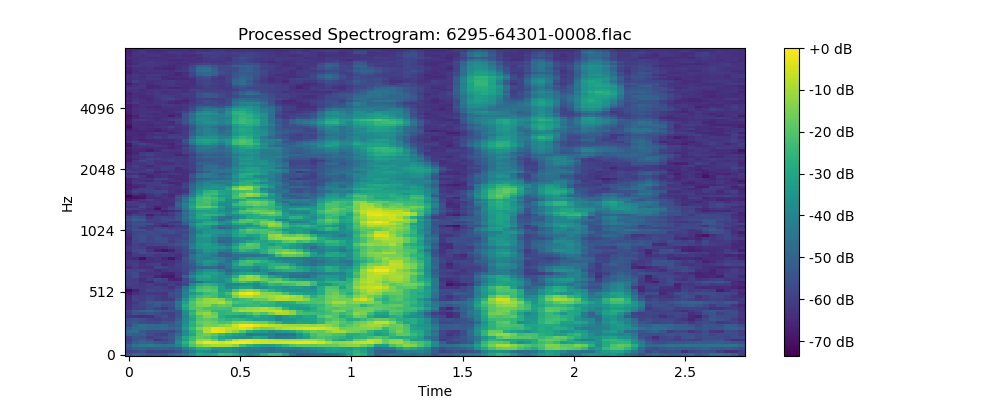 Processed Spectrogram: 6295-64301-0008.flac
Hz
4096
2048
1024
512
0
0
0.5
1
1.5
2
2.5
Time
+0 dB
-10 dB
-20 dB
-30 dB
-40 dB
-50 dB
-60 dB
-70 dB